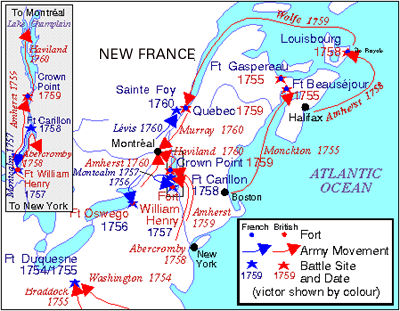 To Montréal
Lake Champlain
Haviland
1760
Crown
Point
1759
Amherst 1755
Ft Carillon
1758
Abercromby
1758
Montcalm 1757
Ft William
Henry
1757
To New York
NEW FRANCE
Wolfe 1759
Louisbourg
1758
Ile Royale
Ft Gaspereau
1755
Ft Beauséjour
1755
Halifax
Amherst 1758
Sainte Foy
1760
Quebec 1759
Lévis 1760
Murray 1760
Montréal
Haviland 1760
Monckton 1755
Amherst 1760
Crown Point 1759
Montcalm 1757
1756
Ft Carillon
1758
ATLANTIC
OCEAN
Fort
William
Henry
1757
Boston
Ft Oswego
1756
Amherst
1759
Abercromby
1758
New
York
Ft Duquesne
1754/1755
Washington 1754
Braddock
1755
French British
Fort
Army Movement
Battle Site
and Date
1759 1759
(victor shown by colour)